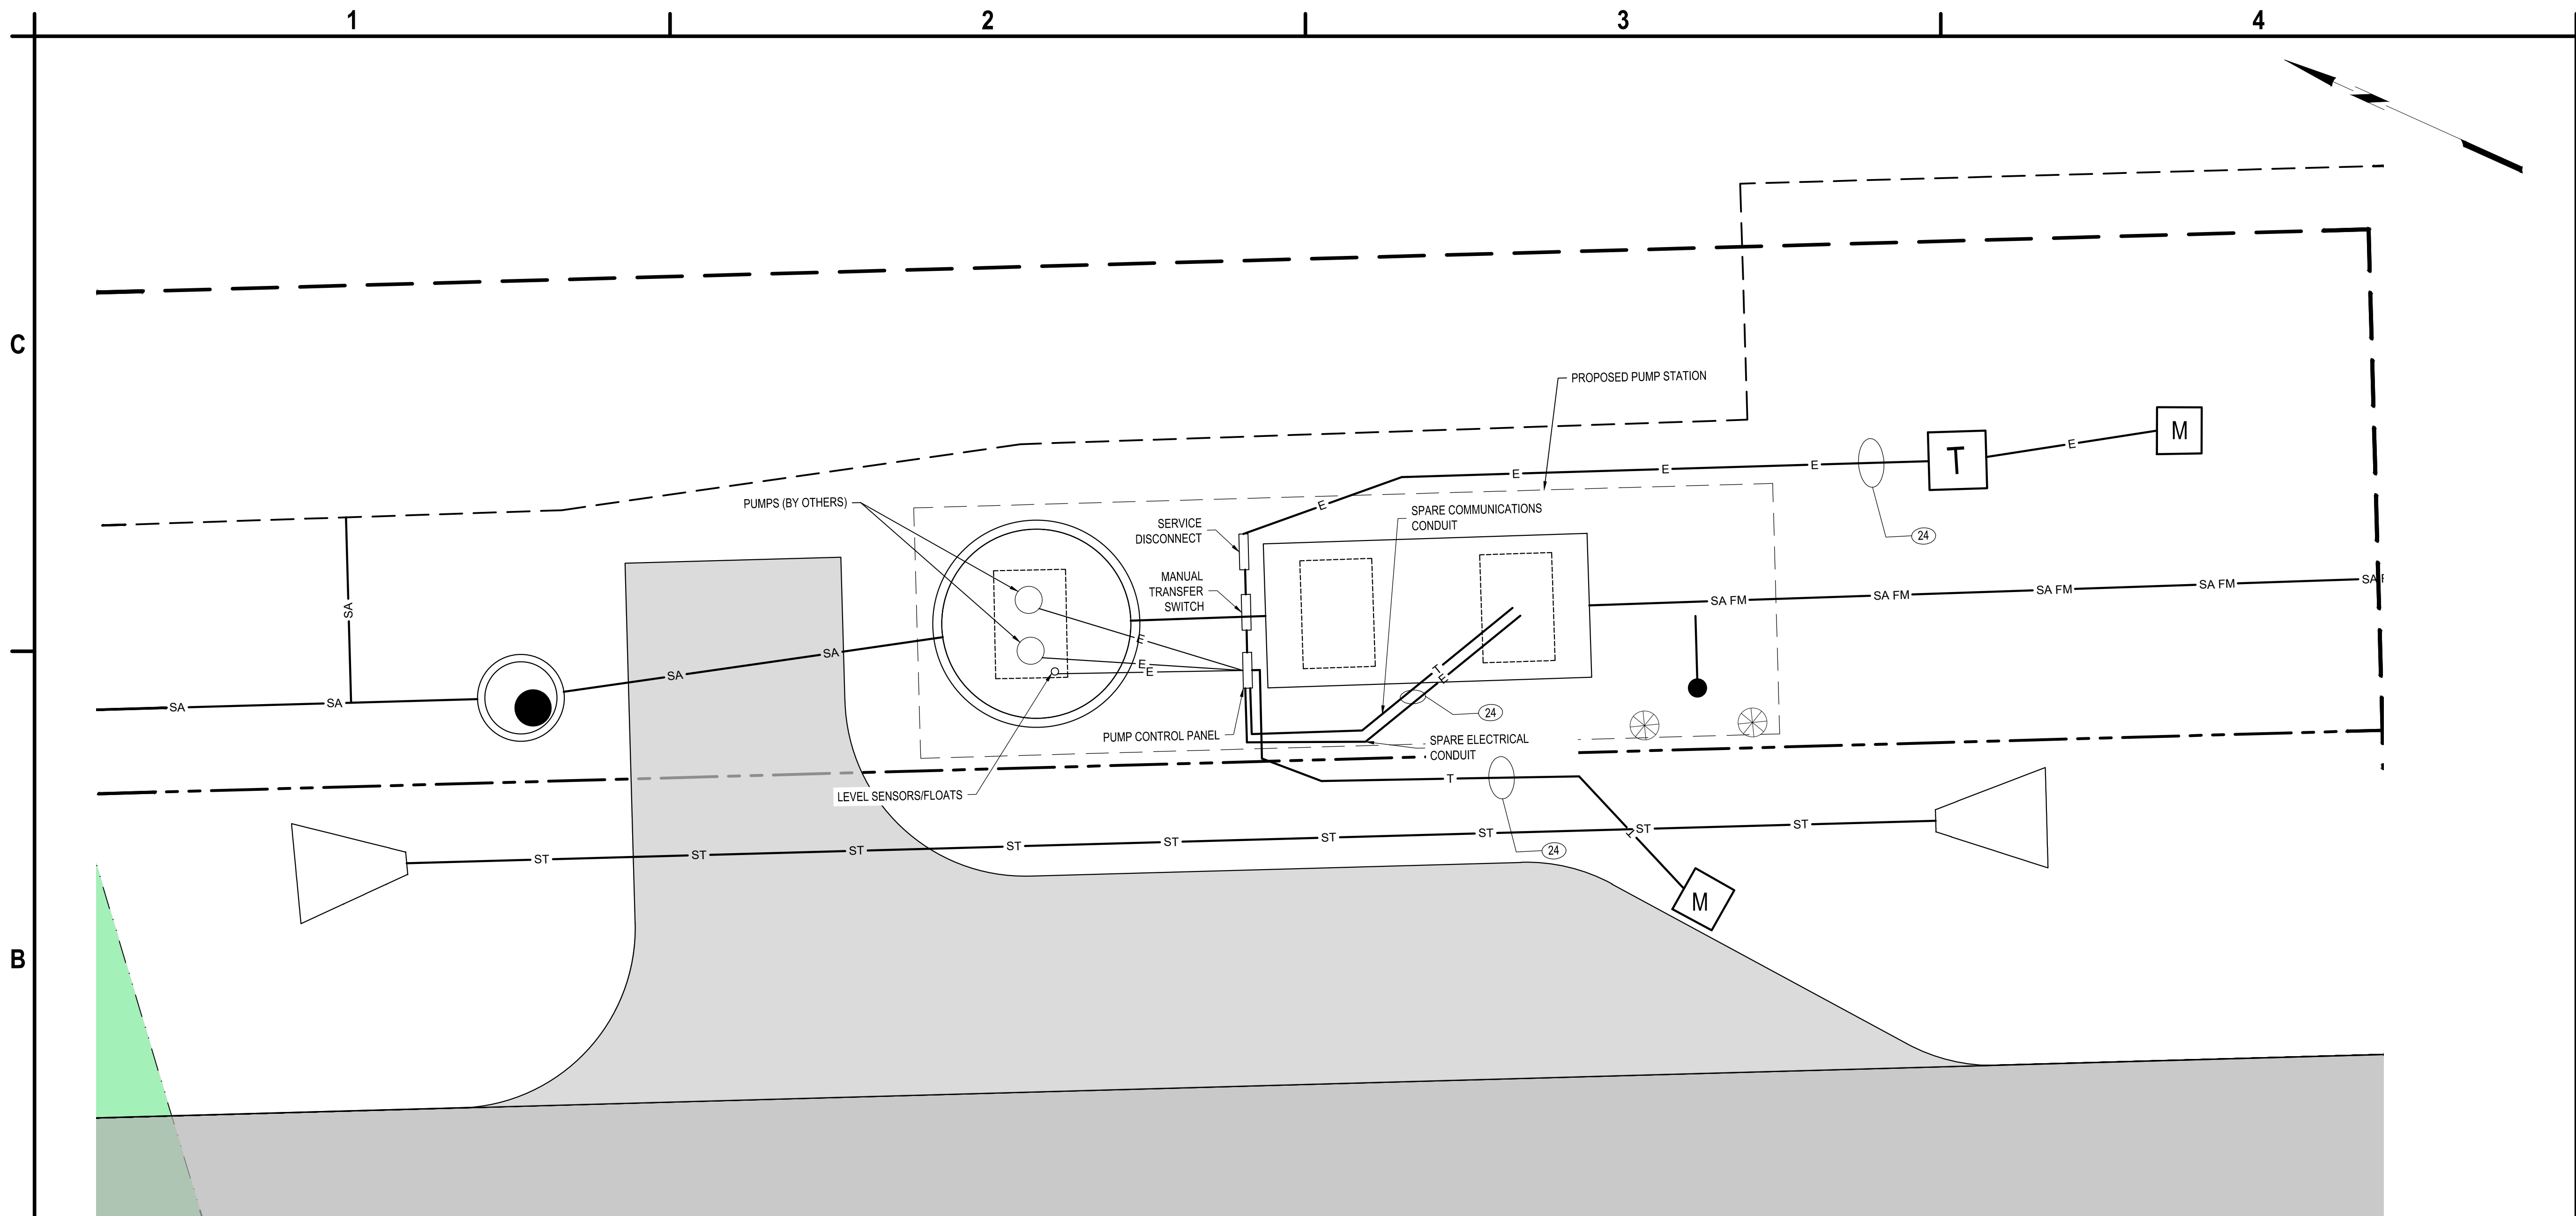 1
2
3
4
C
PROPOSED PUMP STATION
M
E
T
E
E
E
E
PUMPS (BY OTHERS)
SERVICE
DISCONNECT
SPARE COMMUNICATIONS
CONDUIT
24
MANUAL
TRANSFER
SWITCH
SA
SA FM
SA FM
SA FM
SA FM
SA F
E
E
E
SA
SA
SA
SA
T
E
24
PUMP CONTROL PANEL
SPARE ELECTRICAL
CONDUIT
T
LEVEL SENSORS/FLOATS
24
ST
ST
ST
ST
ST
ST
ST
ST
ST
T
M
B